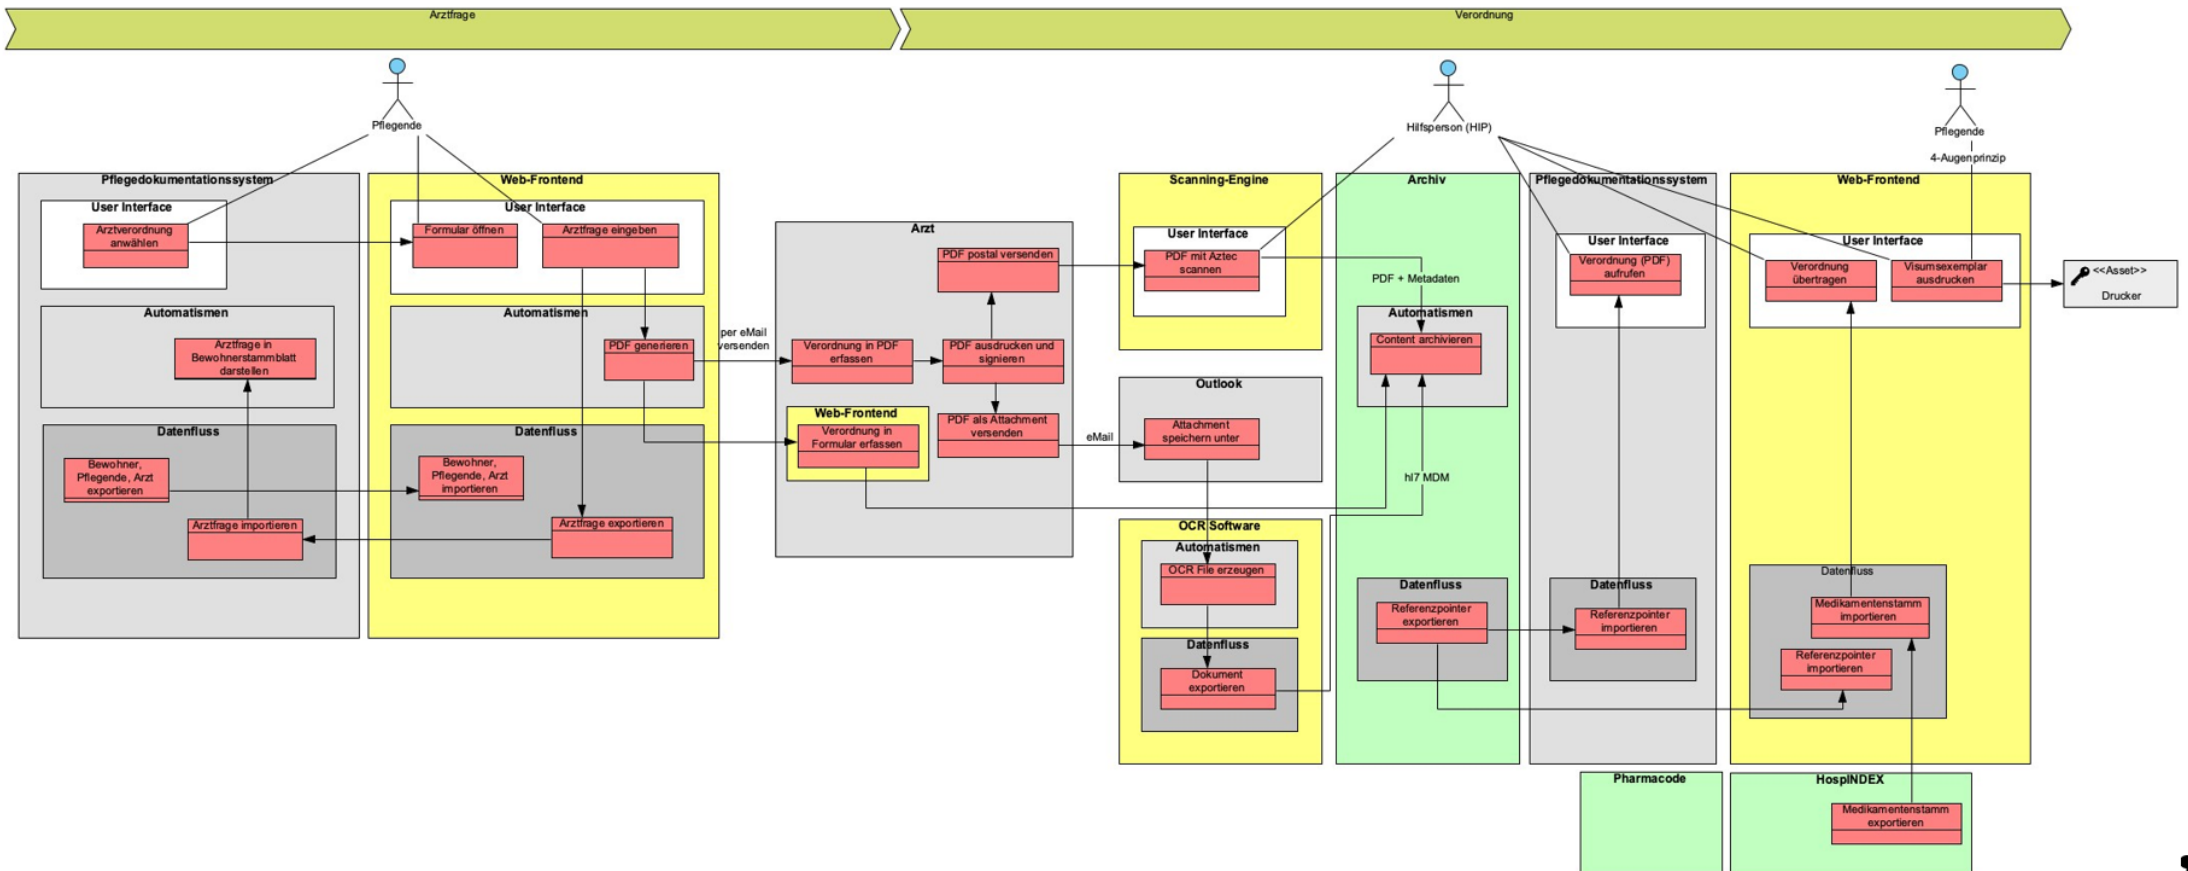 Arztfrage
Verordnung
Pflegende
Hilfsperson (HIP)
Pflegende
4-Augenprinzip
Pflegedokumentationssystem
User Interface
Arztverordnung
anwählen
Automatismen
Arztfrage in
Bewohnerstammblatt
darstellen
Datenfluss
Bewohner,
Pflegende, Arzt
exportieren
Arztfrage importieren
Web-Frontend
User Interface
Formular öffnen
Arztfrage eingeben
Automatismen
PDF generieren
Datenfluss
Bewohner,
Pflegende, Arzt
importieren
Arztfrage exportieren
per eMail
versenden
Arzt
PDF postal versenden
Verordnung in PDF
erfassen
PDF ausdrucken und
signieren
Web-Frontend
Verordnung in
Formular erfassen
PDF als Attachment
versenden
eMail
Scanning-Engine
User Interface
PDF mit Aztec
scannen
Outlook
Attachment
speichern unter
OCR Software
Automatismen
OCR File erzeugen
Datenfluss
Dokument
exportieren
Archiv
PDF + Metadaten
Automatismen
Content archivieren
hl7 MDM
Datenfluss
Referenzpointer
exportieren
Pflegedokumentationssystem
User Interface
Verordnung (PDF)
aufrufen
Datenfluss
Referenzpointer
importieren
Web-Frontend
User Interface
Verordnung
übertragen
Visumsexemplar
ausdrucken
Datenfluss
Medikamentenstamm
importieren
Referenzpointer
importieren
<<Asset>>
Drucker
Pharmacode
HospINDEX
Medikamentenstamm
exportieren